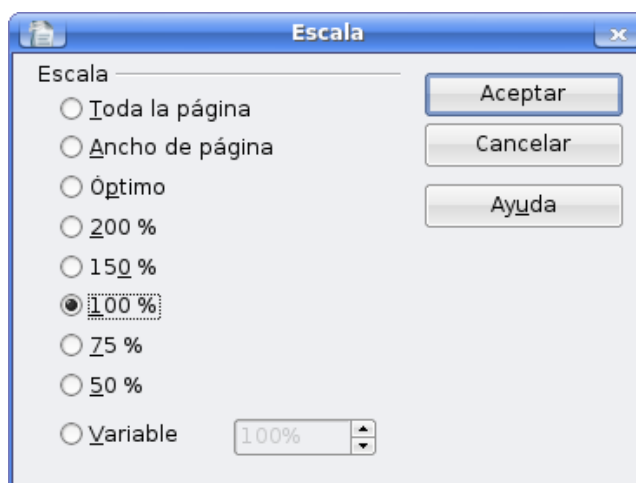 Escala
Escala
Toda la página
Ancho de página
Óptimo
200 %
150 %
100 %
75 %
50 %
Variable
100%
Aceptar
Cancelar
Ayuda